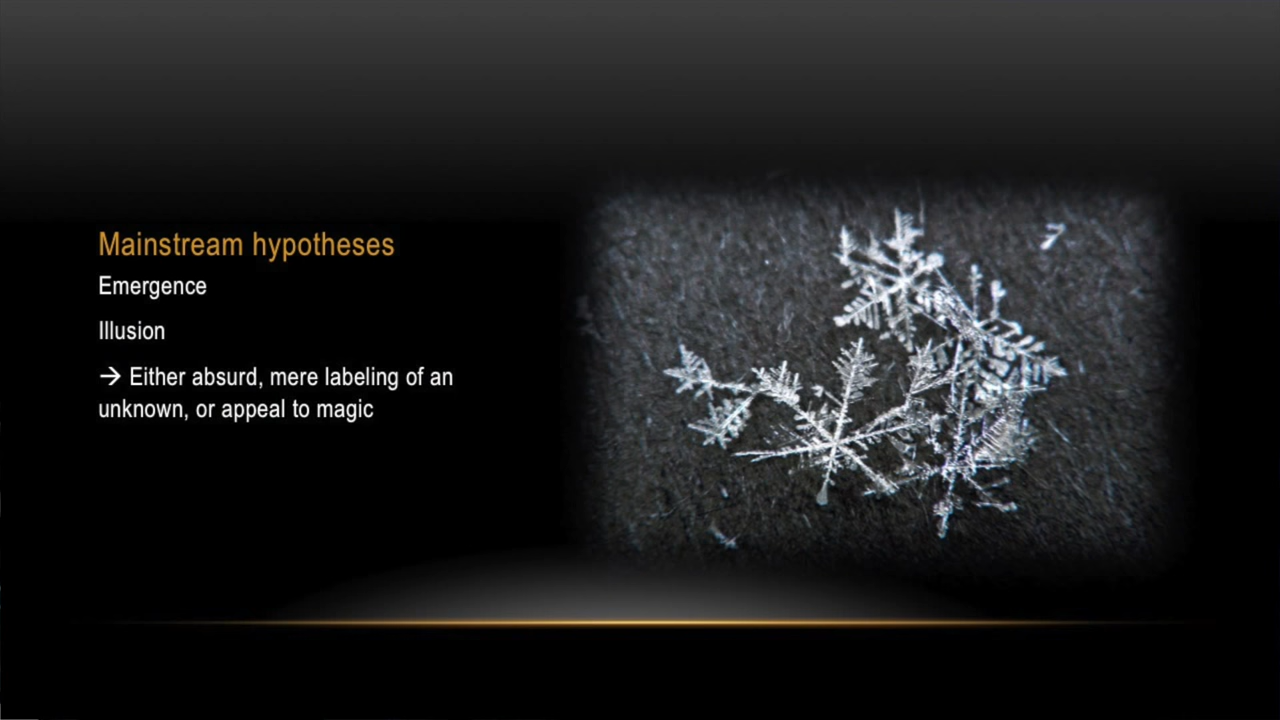 Mainstream hypotheses
Emergence
Illusion
→ Either absurd, mere labeling of an
unknown, or appeal to magic